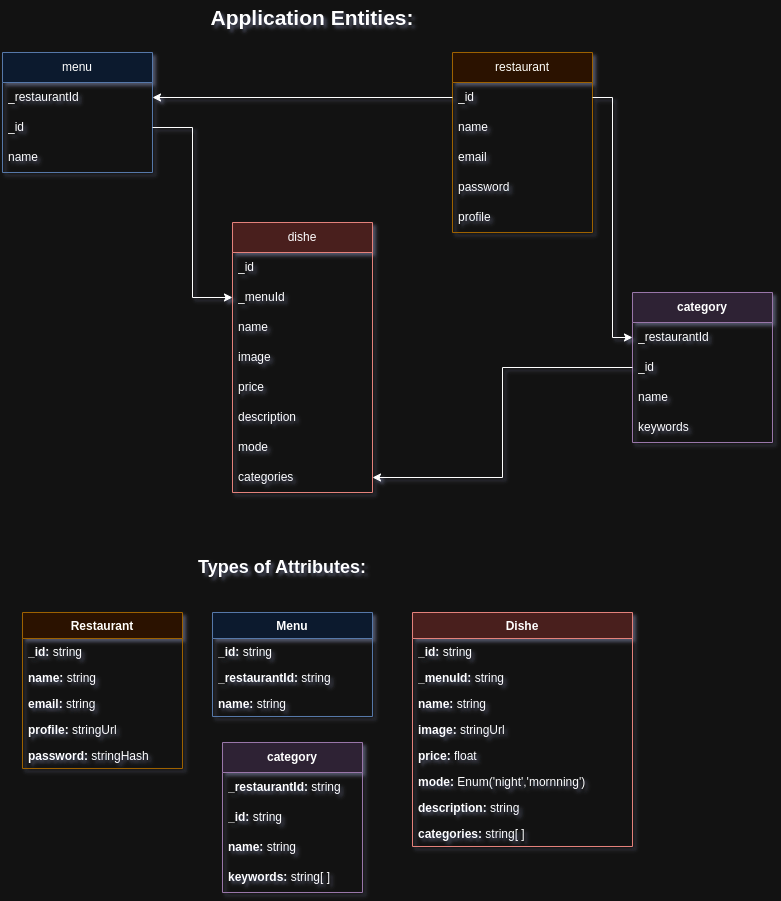 Application Entities:
menu
_restaurantId
_id
name
restaurant
_id
name
email
password
profile
dishe
_id
_menuId
name
image
price
description
mode
categories
category
_restaurantId
_id
name
keywords
Types of Attributes:
Restaurant
_id: string
name: string
email: string
profile: stringUrl
password: stringHash
Menu
_id: string
_restaurantId: string
name: string
category
_restaurantId: string
_id: string
name: string
keywords: string[ ]
Dishe
_id: string
_menuId: string
name: string
image: stringUrl
price: float
mode: Enum('night','mornning')
description: string
categories: string[ ]